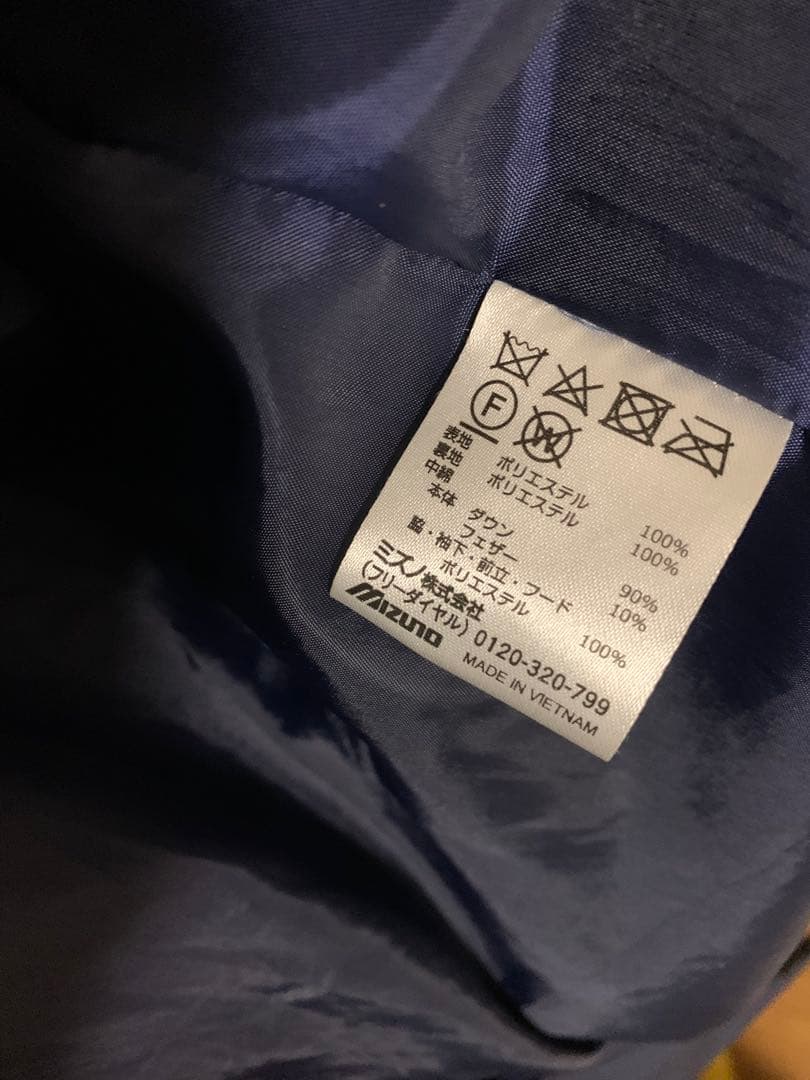 F W
表地 ポリエステル 100%
裏地 ポリエステル 100%
中綿
本体 ダウン 90%
フェザー 10%
脇・袖下・前立・フード
ポリエステル 100%
ミズノ株式会社
(フリーダイヤル) 0120-320-799
MIZUNO MADE IN VIETNAM